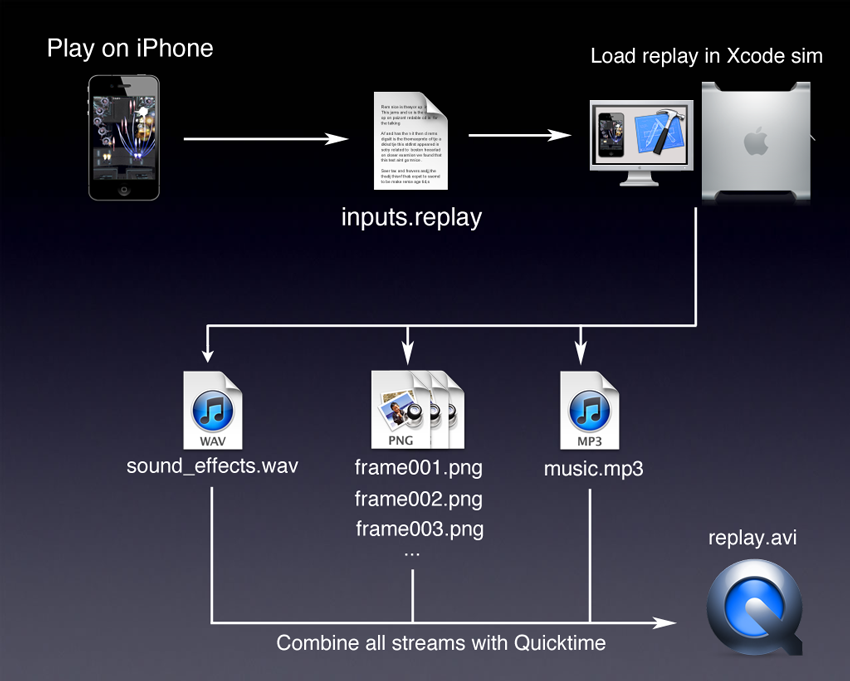 Play on iPhone
Load replay in Xcode sim
inputs.replay
WAV
PNG
MP3
sound_effects.wav
frame001.png
music.mp3
frame002.png
frame003.png
...
replay.avi
Combine all streams with Quicktime